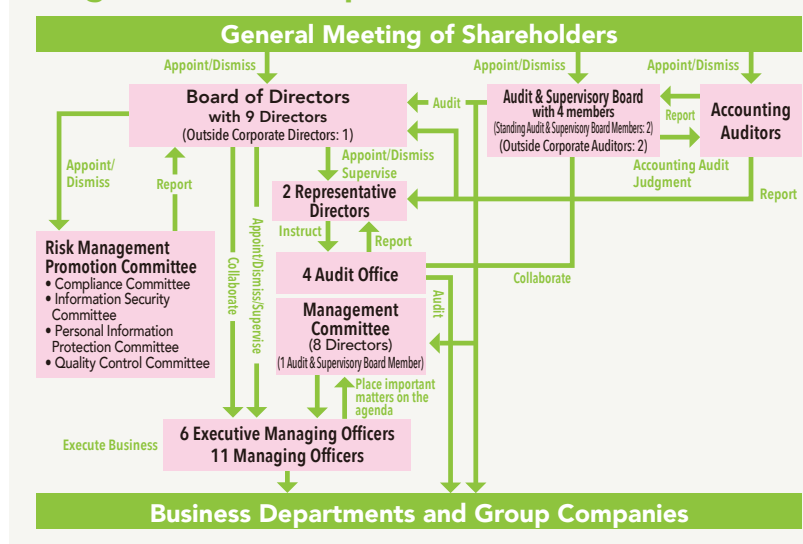 General Meeting of Shareholders
Appoint/Dismiss
Appoint/Dismiss
Appoint/Dismiss
Board of Directors
with 9 Directors
(Outside Corporate Directors: 1)
Audit
Audit & Supervisory Board
with 4 members
(Standing Audit & Supervisory Board Members: 2)
(Outside Corporate Auditors: 2)
Report
Accounting
Auditors
Appoint/
Dismiss
Report
Appoint/Dismiss
Supervise
Accounting Audit
Judgment
Report
2 Representative
Directors
Instruct
Report
Risk Management
Promotion Committee
• Compliance Committee
• Information Security
Committee
• Personal Information
Protection Committee
• Quality Control Committee
Collaborate
Appoint/Dismiss/Supervise
4 Audit Office
Collaborate
Audit
Management
Committee
(8 Directors)
(1 Audit & Supervisory Board Member)
Place important
matters on the
agenda
Execute Business
6 Executive Managing Officers
11 Managing Officers
Business Departments and Group Companies